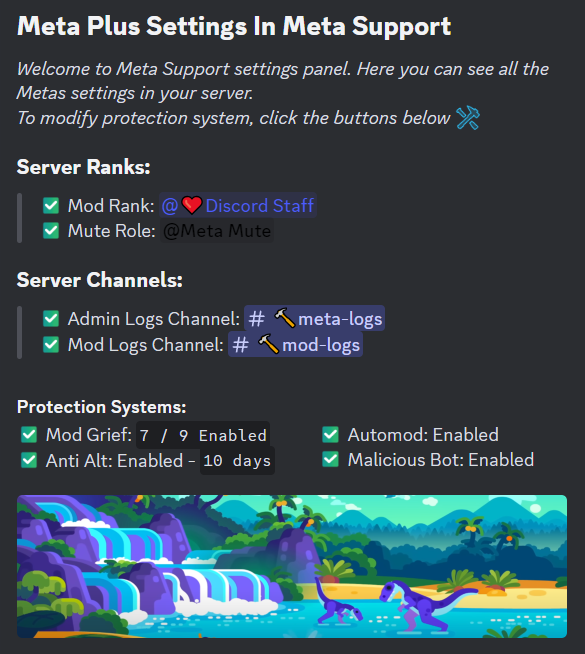 Meta Plus Settings In Meta Support
Welcome to Meta Support settings panel. Here you can see all the
Metas settings in your server.
To modify protection system, click the buttons below
Server Ranks:
Mod Rank: @❤️Discord Staff
Mute Role: @Meta Mute
Server Channels:
Admin Logs Channel: # 🔨meta-logs
Mod Logs Channel: # 🔨mod-logs
Protection Systems:
Mod Grief: 7 / 9 Enabled
Anti Alt: Enabled - 10 days
Automod: Enabled
Malicious Bot: Enabled